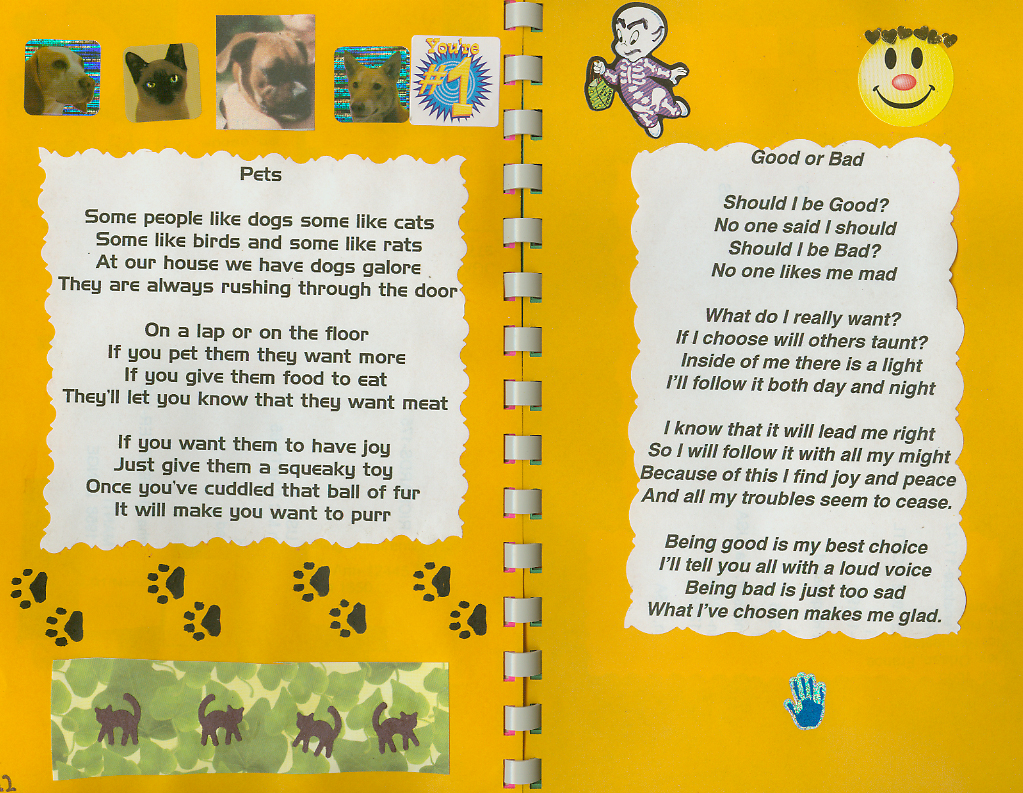 You're
#1
Pets
Some people like dogs some like cats
Some like birds and some like rats
At our house we have dogs galore
They are always rushing through the door
On a lap or on the floor
If you pet them they want more
If you give them food to eat
They'll let you know that they want meat
If you want them to have joy
Just give them a squeaky toy
Once you've cuddled that ball of fur
It will make you want to purr
Good or Bad
Should I be Good?
No one said I should
Should I be Bad?
No one likes me mad
What do I really want?
If I choose will others taunt?
Inside of me there is a light
I'll follow it both day and night
I know that it will lead me right
So I will follow it with all my might
Because of this I find joy and peace
And all my troubles seem to cease.
Being good is my best choice
I'll tell you all with a loud voice
Being bad is just too sad
What I've chosen makes me glad.